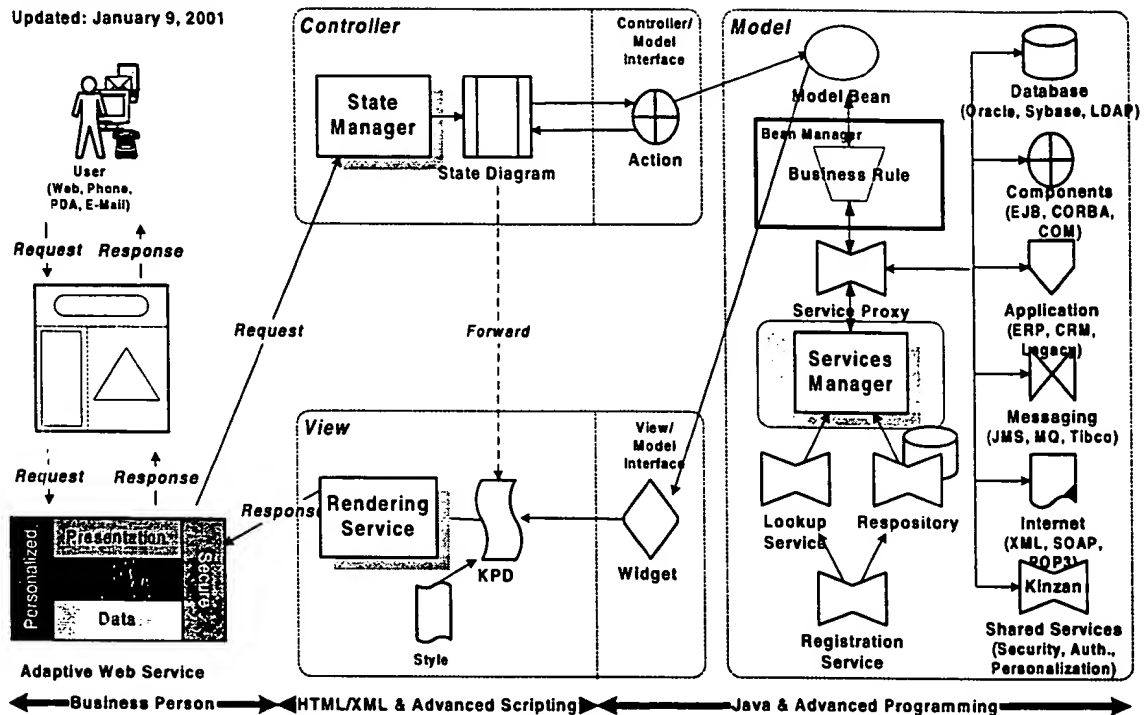 Updated: January 9, 2001
User
(Web, Phone,
PDA, E-Mail)
Request
Response
Request
Response
Personalized
Presentation
Data
Secure
Adaptive Web Service
Request
Response
Controller
State
Manager
State Diagram
Controller/
Model
Interface
Action
Forward
View
Rendering
Service
KPD
Style
View/
Model
Interface
Widget
Model
Model Bean
Bean Manager
Business Rule
Service Proxy
Services
Manager
Lookup
Service
Respository
Registration
Service
Database
(Oracle, Sybase, LDAP)
Components
(EJB, CORBA,
COM)
Application
(ERP, CRM,
Legacy)
Messaging
(JMS, MQ, Tibco)
Internet
(XML, SOAP,
POP3)
Kinzan
Shared Services
(Security, Auth.,
Personalization)
Business Person
HTML/XML & Advanced Scripting
Java & Advanced Programming